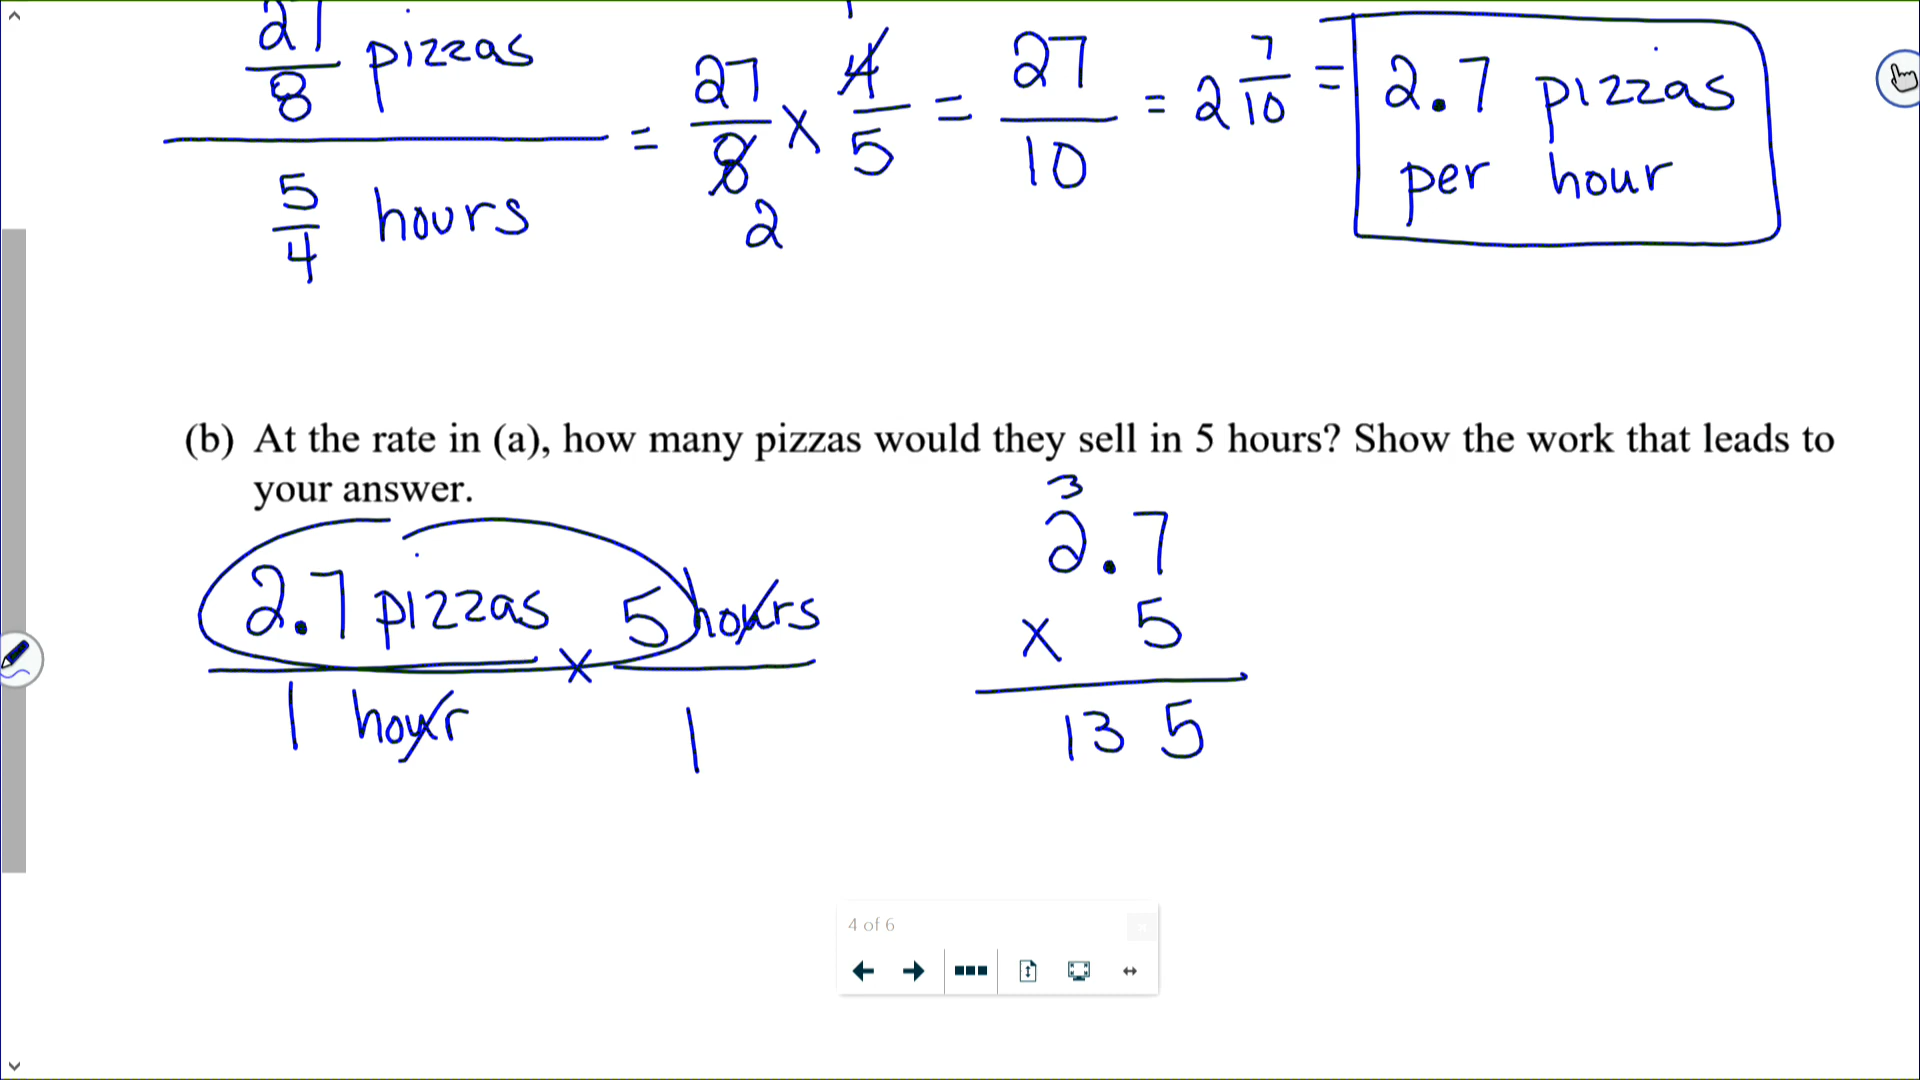 27/8 pizzas / 5/4 hours = 27/8 × 4/5 = 27/10 = 2 7/10 = 2.7 pizzas per hour
1
2
(b) At the rate in (a), how many pizzas would they sell in 5 hours? Show the work that leads to
your answer.
2.7 pizzas / 1 hour × 5 hours / 1
3
2.7
× 5
13 5
4 of 6